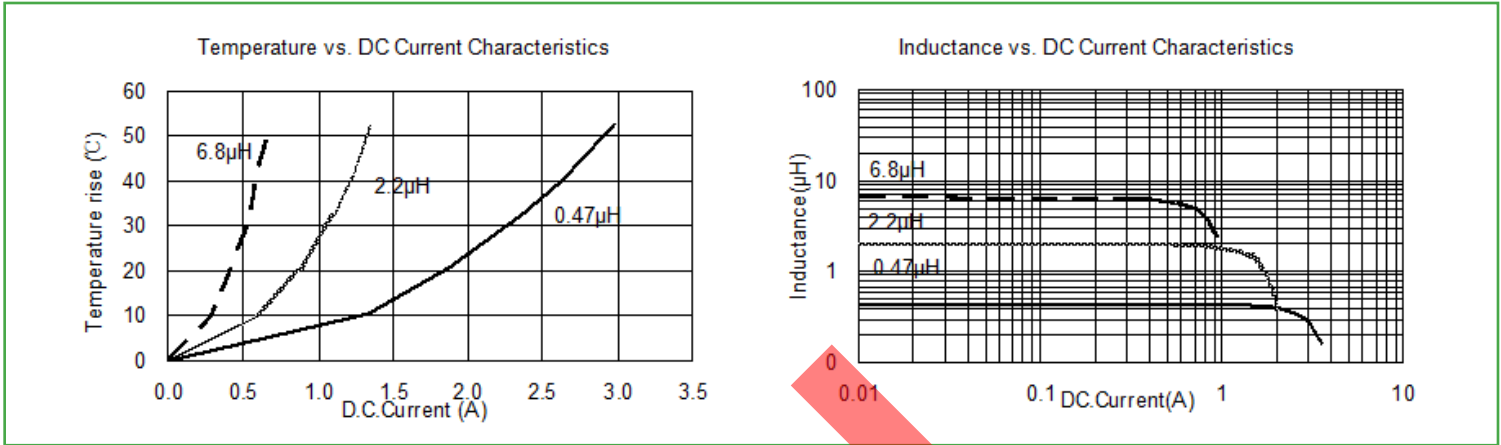 Temperature vs. DC Current Characteristics
60
50
40
30
20
10
0
Temperature rise (℃)
6.8µH
2.2µH
0.47µH
0.0 0.5 1.0 1.5 2.0 2.5 3.0 3.5
D.C.Current (A)
Inductance vs. DC Current Characteristics
100
10
1
0
Inductance(µH)
6.8µH
2.2µH
0.47µH
0.01 0.1 1 10
DC.Current(A)